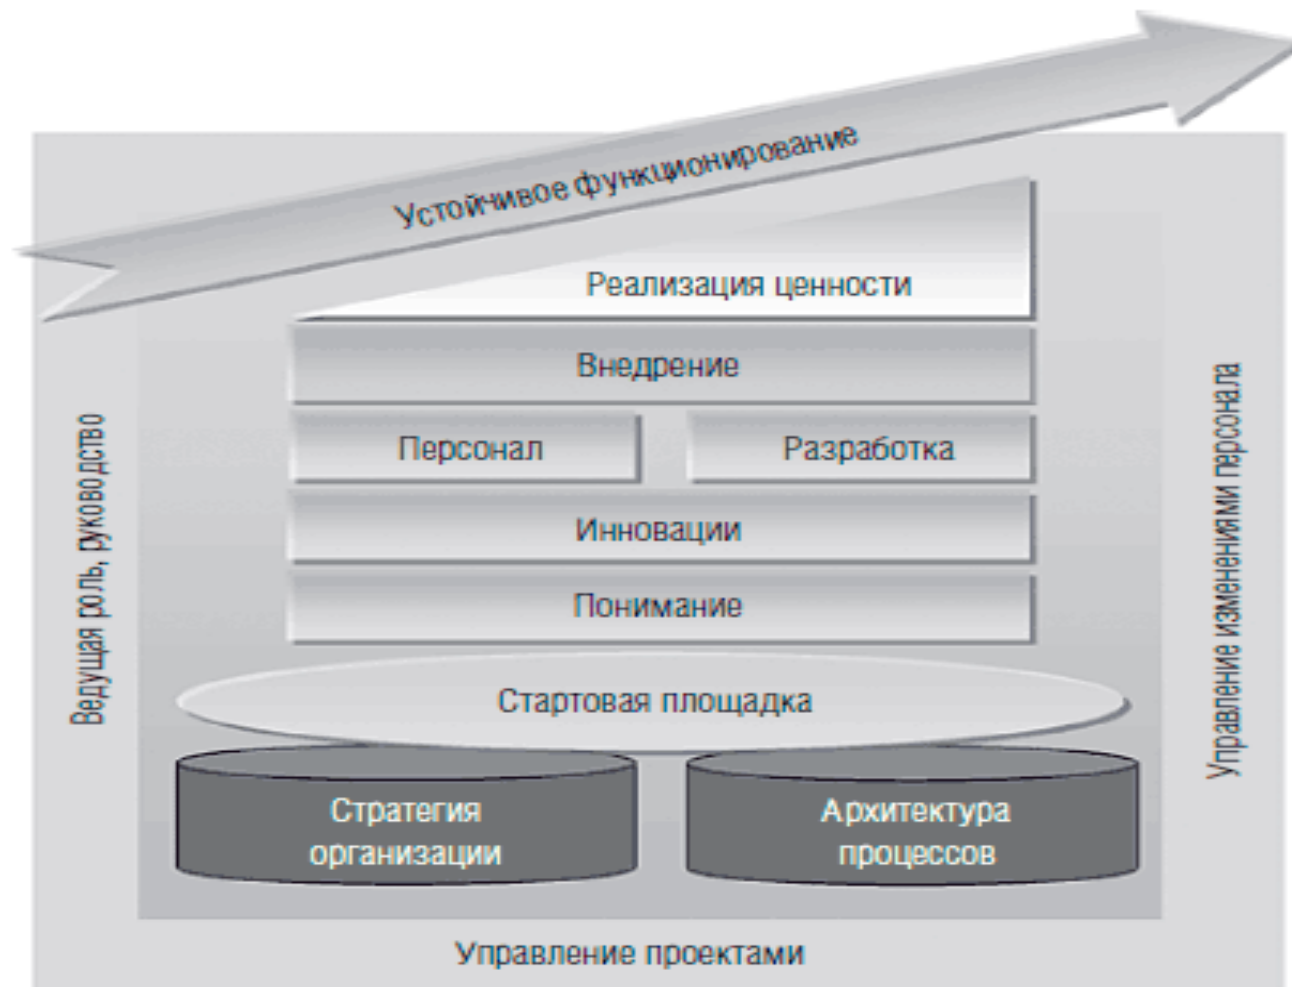 Устойчивое функционирование
Реализация ценности
Внедрение
Персонал
Разработка
Инновации
Понимание
Стартовая площадка
Стратегия
организации
Архитектура
процессов
Ведущая роль, руководство
Управление изменениями персонала
Управление проектами